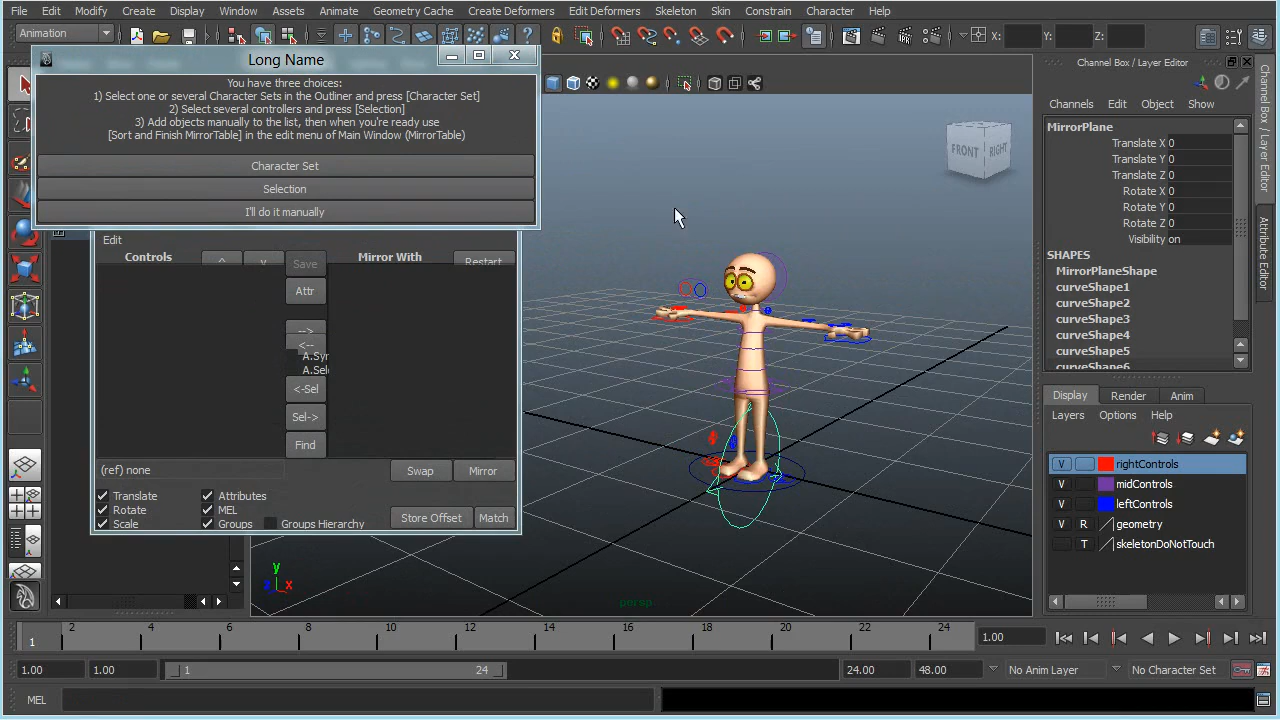 File Edit Modify Create Display Window Assets Animate Geometry Cache Create Deformers Edit Deformers Skeleton Skin Constrain Character Help
Animation
X: Y: Z:
Long Name
You have three choices:
1) Select one or several Character Sets in the Outliner and press [Character Set]
2) Select several controllers and press [Selection]
3) Add objects manually to the list, then when you're ready use
[Sort and Finish MirrorTable] in the edit menu of Main Window (MirrorTable)
Character Set
Selection
I'll do it manually
Edit
Controls ^ v Save Mirror With Restart
Attr
-->
<--
A.Syr
A.Sele
<-Sel
Sel->
Find
(ref) none Swap Mirror
Translate Attributes
Rotate MEL
Scale Groups Groups Hierarchy
Store Offset Match
FRONT RIGHT
y
z x
persp
Channel Box / Layer Editor
Channels Edit Object Show
MirrorPlane
Translate X 0
Translate Y 0
Translate Z 0
Rotate X 0
Rotate Y 0
Rotate Z 0
Visibility on
SHAPES
MirrorPlaneShape
curveShape1
curveShape2
curveShape3
curveShape4
curveShape5
curveShape6
Display Render Anim
Layers Options Help
V rightControls
V midControls
V leftControls
V R geometry
T skeletonDoNotTouch
Channel Box / Layer Editor
Attribute Editor
1 2 4 6 8 10 12 14 16 18 20 22 24 1.00
1.00 1.00 1 24 24.00 48.00 No Anim Layer No Character Set
MEL